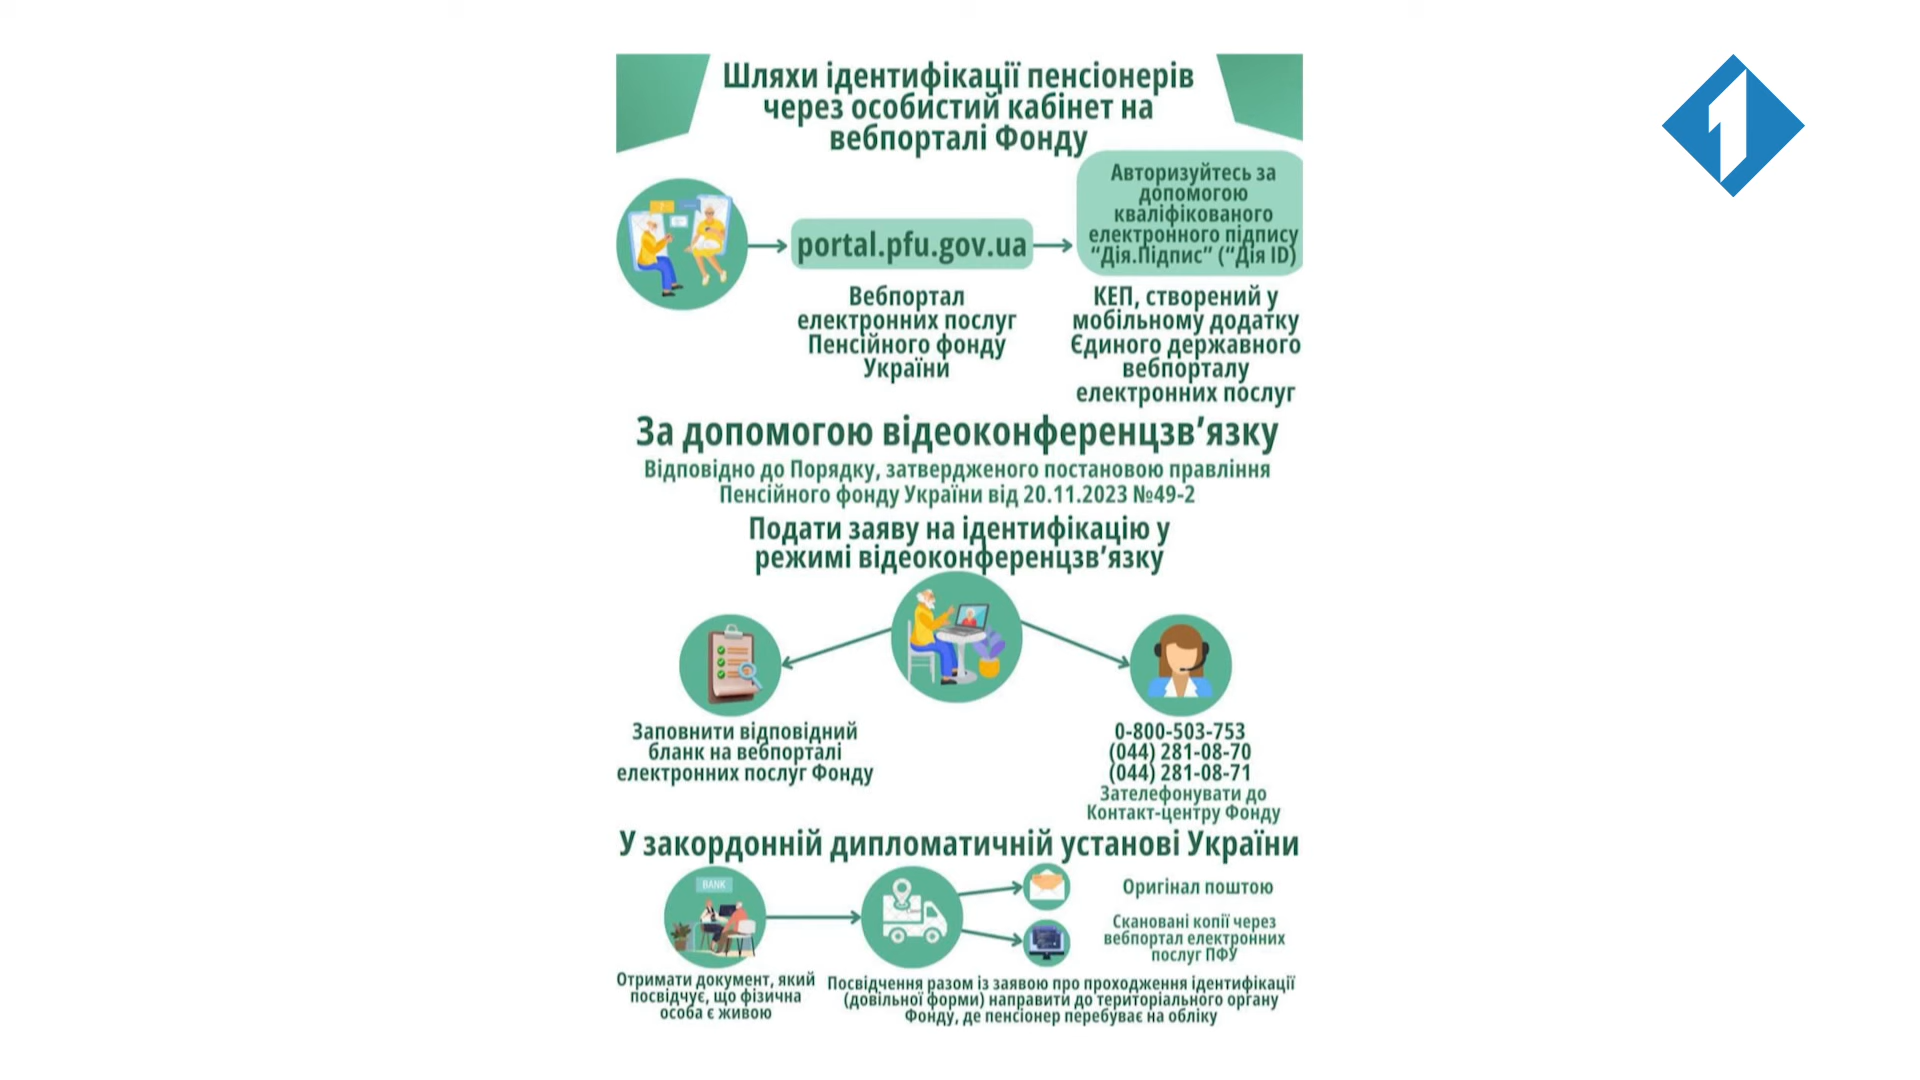 Шляхи ідентифікації пенсіонерів
через особистий кабінет на
вебпорталі Фонду
portal.pfu.gov.ua
Авторизуйтесь за
допомогою
кваліфікованого
електронного підпису
“Дія.Підпис” (“Дія ID)
Вебпортал
електронних послуг
Пенсійного фонду
України
КЕП, створений у
мобільному додатку
Єдиного державного
вебпорталу
електронних послуг
За допомогою відеоконференцзв’язку
Відповідно до Порядку, затвердженого постановою правління
Пенсійного фонду України від 20.11.2023 №49-2
Подати заяву на ідентифікацію у
режимі відеоконференцзв’язку
Заповнити відповідний
бланк на вебпорталі
електронних послуг Фонду
0-800-503-753
(044) 281-08-70
(044) 281-08-71
Зателефонувати до
Контакт-центру Фонду
У закордонній дипломатичній установі України
BANK
Оригінал поштою
Скановані копії через
вебпортал електронних
послуг ПФУ
Отримати документ, який
посвідчує, що фізична
особа є живою
Посвідчення разом із заявою про проходження ідентифікації
(довільної форми) направити до територіального органу
Фонду, де пенсіонер перебуває на обліку
1